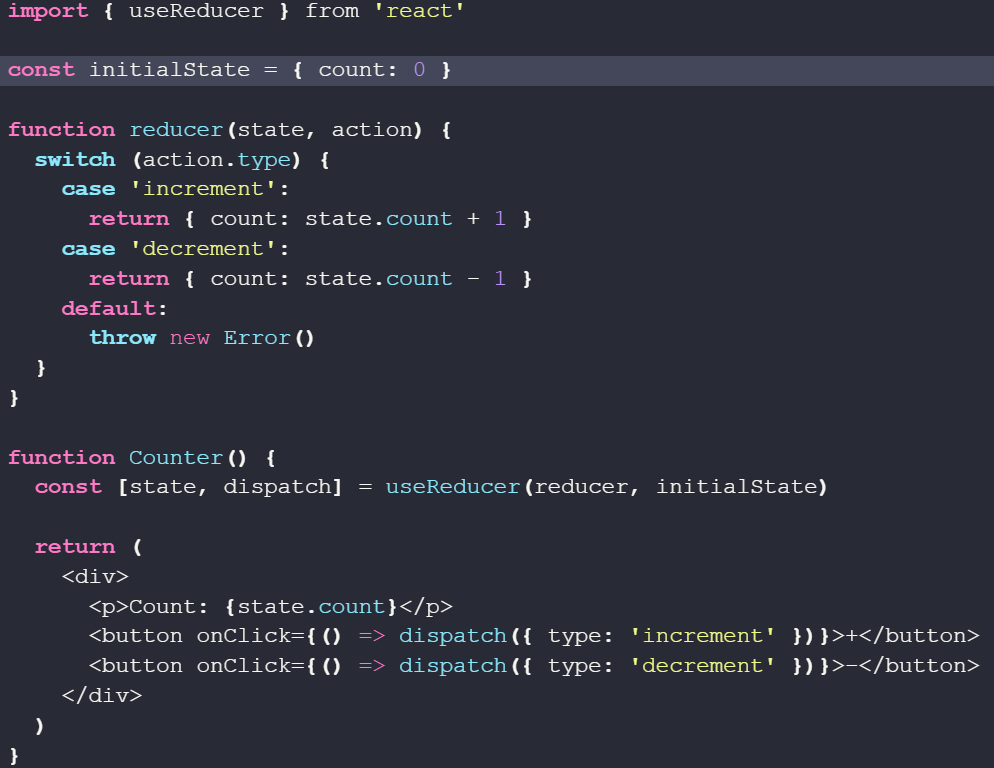 import { useReducer } from 'react'

const initialState = { count: 0 }

function reducer(state, action) {
  switch (action.type) {
    case 'increment':
      return { count: state.count + 1 }
    case 'decrement':
      return { count: state.count - 1 }
    default:
      throw new Error()
  }
}

function Counter() {
  const [state, dispatch] = useReducer(reducer, initialState)

  return (
    <div>
      <p>Count: {state.count}</p>
      <button onClick={() => dispatch({ type: 'increment' })}>+</button>
      <button onClick={() => dispatch({ type: 'decrement' })}>-</button>
    </div>
  )
}